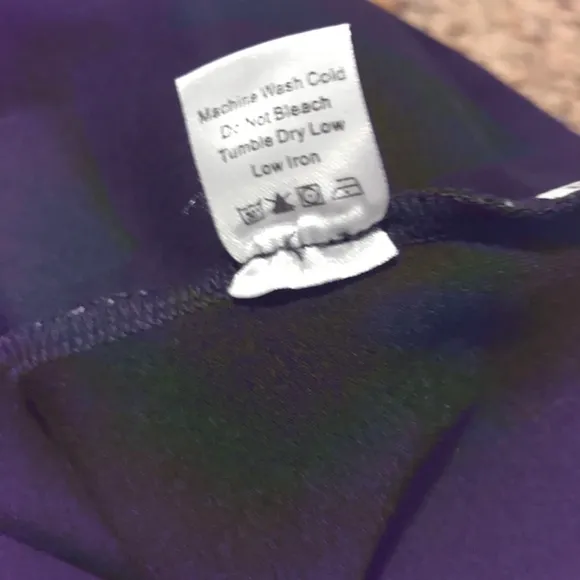 Machine Wash Cold
Do Not Bleach
Tumble Dry Low
Low Iron